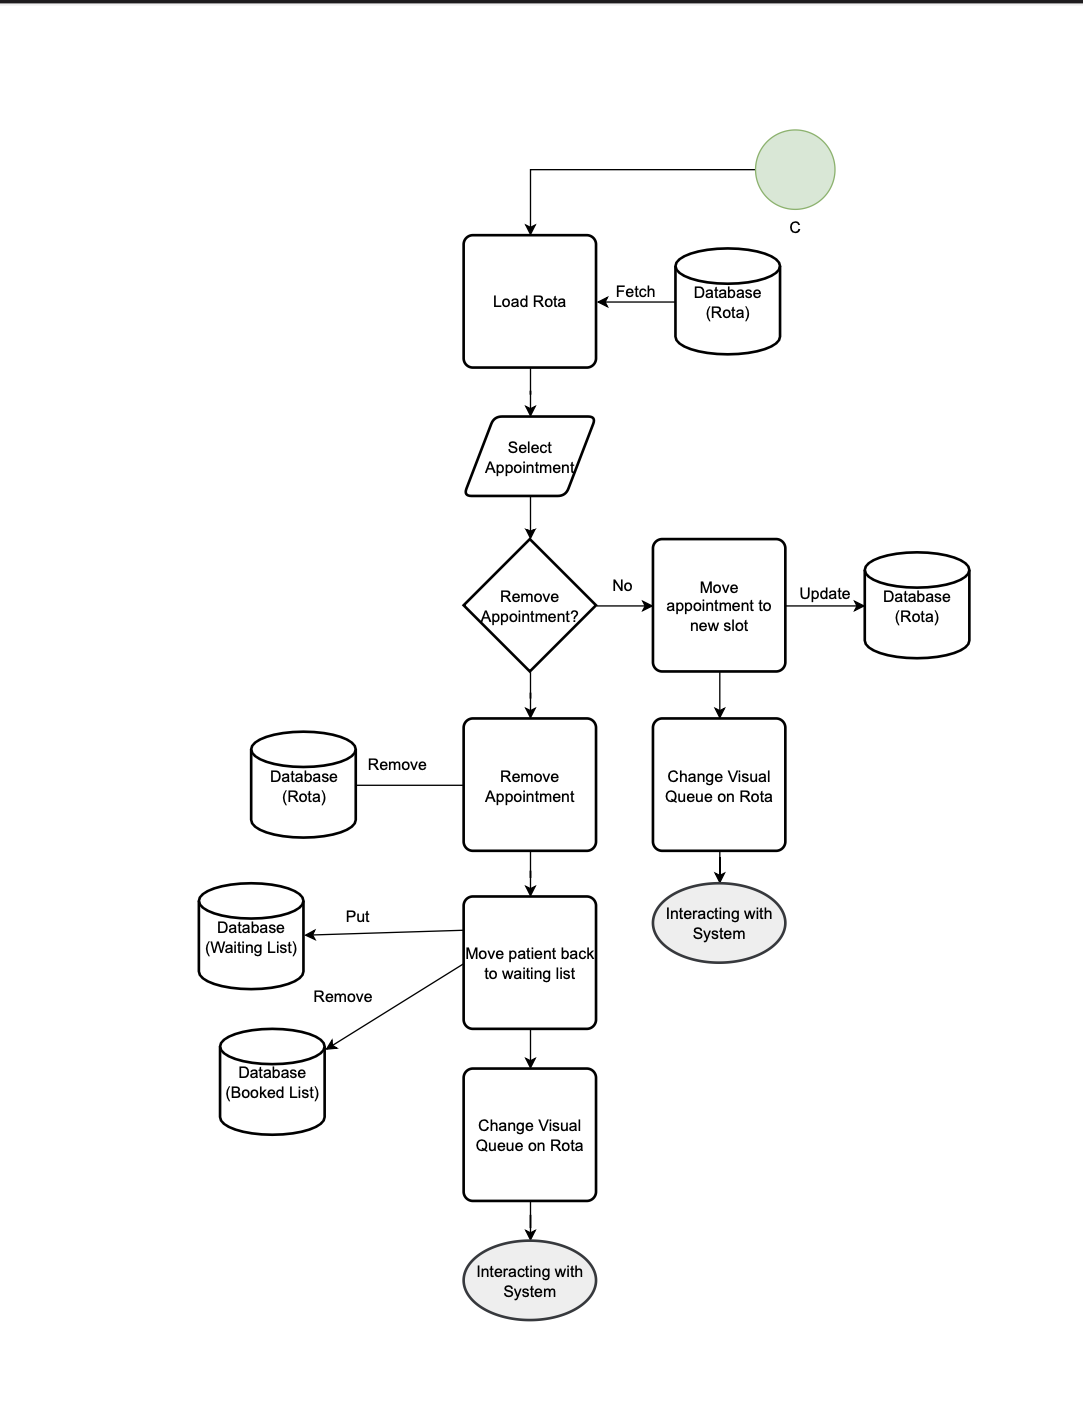 C
Load Rota
Fetch
Database
(Rota)
Select
Appointment
Remove
Appointment?
No
Move
appointment to
new slot
Update
Database
(Rota)
Database
(Rota)
Remove
Remove
Appointment
Change Visual
Queue on Rota
Interacting with
System
Database
(Waiting List)
Put
Move patient back
to waiting list
Remove
Database
(Booked List)
Change Visual
Queue on Rota
Interacting with
System